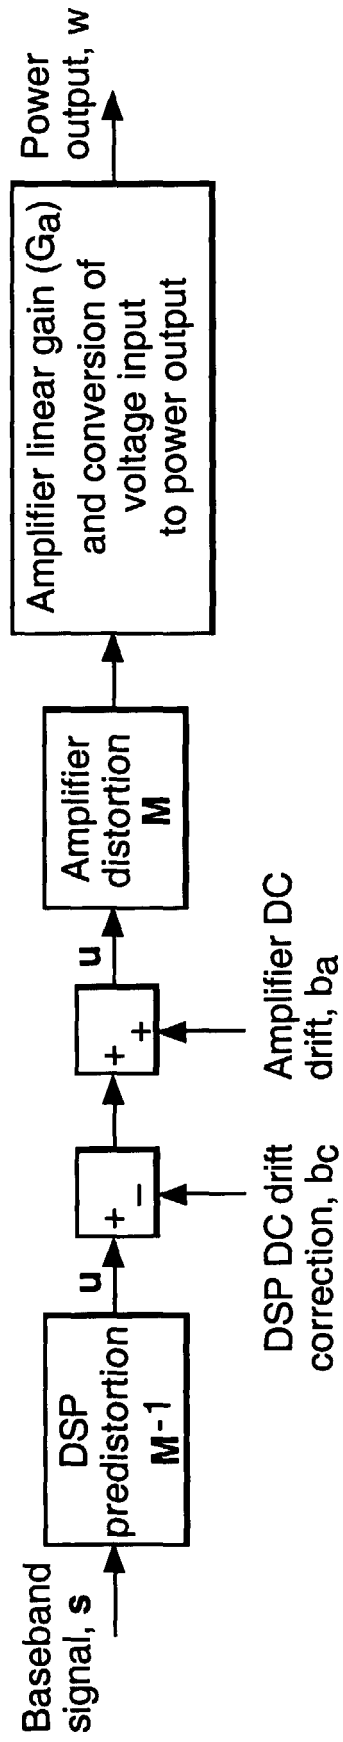 Baseband
signal, s
DSP
predistortion
M-1
u
+
−
DSP DC drift
correction, bc
+
+
Amplifier DC
drift, ba
u
Amplifier
distortion
M
Amplifier linear gain (Ga)
and conversion of
voltage input
to power output
Power
output, w